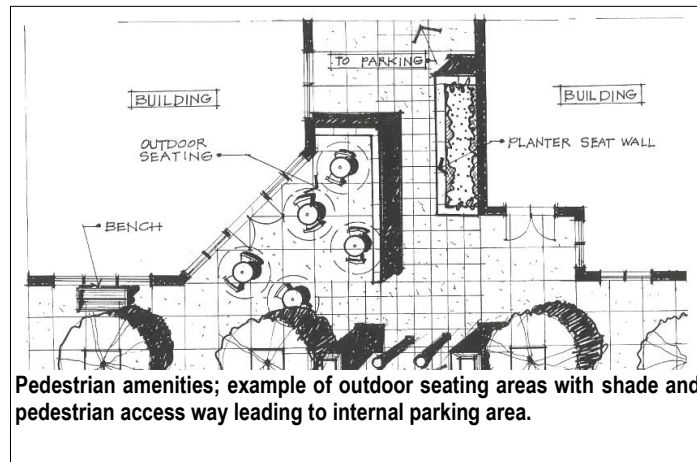 TO PARKING
BUILDING
BUILDING
OUTDOOR
SEATING
PLANTER SEAT WALL
BENCH
Pedestrian amenities; example of outdoor seating areas with shade and
pedestrian access way leading to internal parking area.